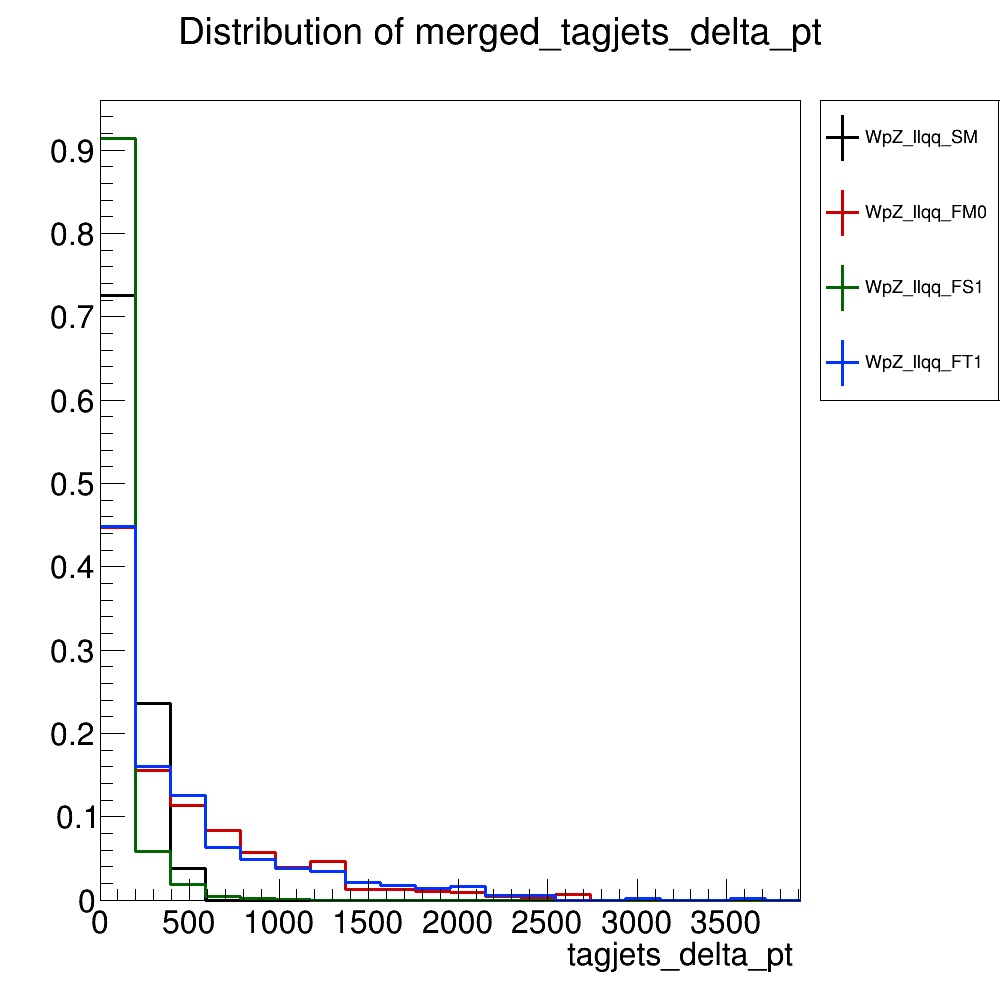 Distribution of merged_tagjets_delta_pt
WpZ_llqq_SM
WpZ_llqq_FM0
WpZ_llqq_FS1
WpZ_llqq_FT1
0.9
0.8
0.7
0.6
0.5
0.4
0.3
0.2
0.1
0
0 500 1000 1500 2000 2500 3000 3500
tagjets_delta_pt